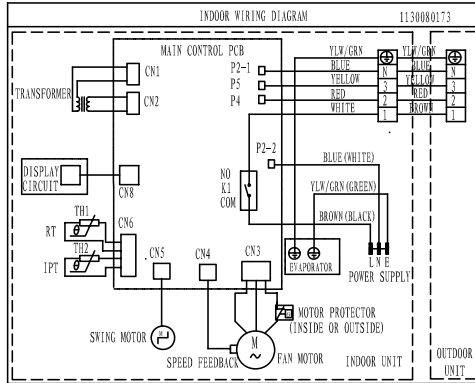 INDOOR WIRING DIAGRAM 1130080173
MAIN CONTROL PCB
YLW/GRN YLW/GRN
CN1 P2-1 BLUE N BLUE N
P5 YELLOW 3 YELLOW 3
TRANSFORMER CN2 P4 RED 2 RED 2
WHITE 1 BROWN 1
P2-2
BLUE(WHITE)
DISPLAY
CIRCUIT
CN8
NO
K1
COM
YLW/GRN(GREEN)
BROWN(BLACK)
TH1
RT
CN6
TH2
IPT
CN5 CN4 CN3
EVAPORATOR
L N E
POWER SUPPLY
MOTOR PROTECTOR
(INSIDE OR OUTSIDE)
M
SWING MOTOR
M
SPEED FEEDBACK
FAN MOTOR
INDOOR UNIT
OUTDOOR
UNIT